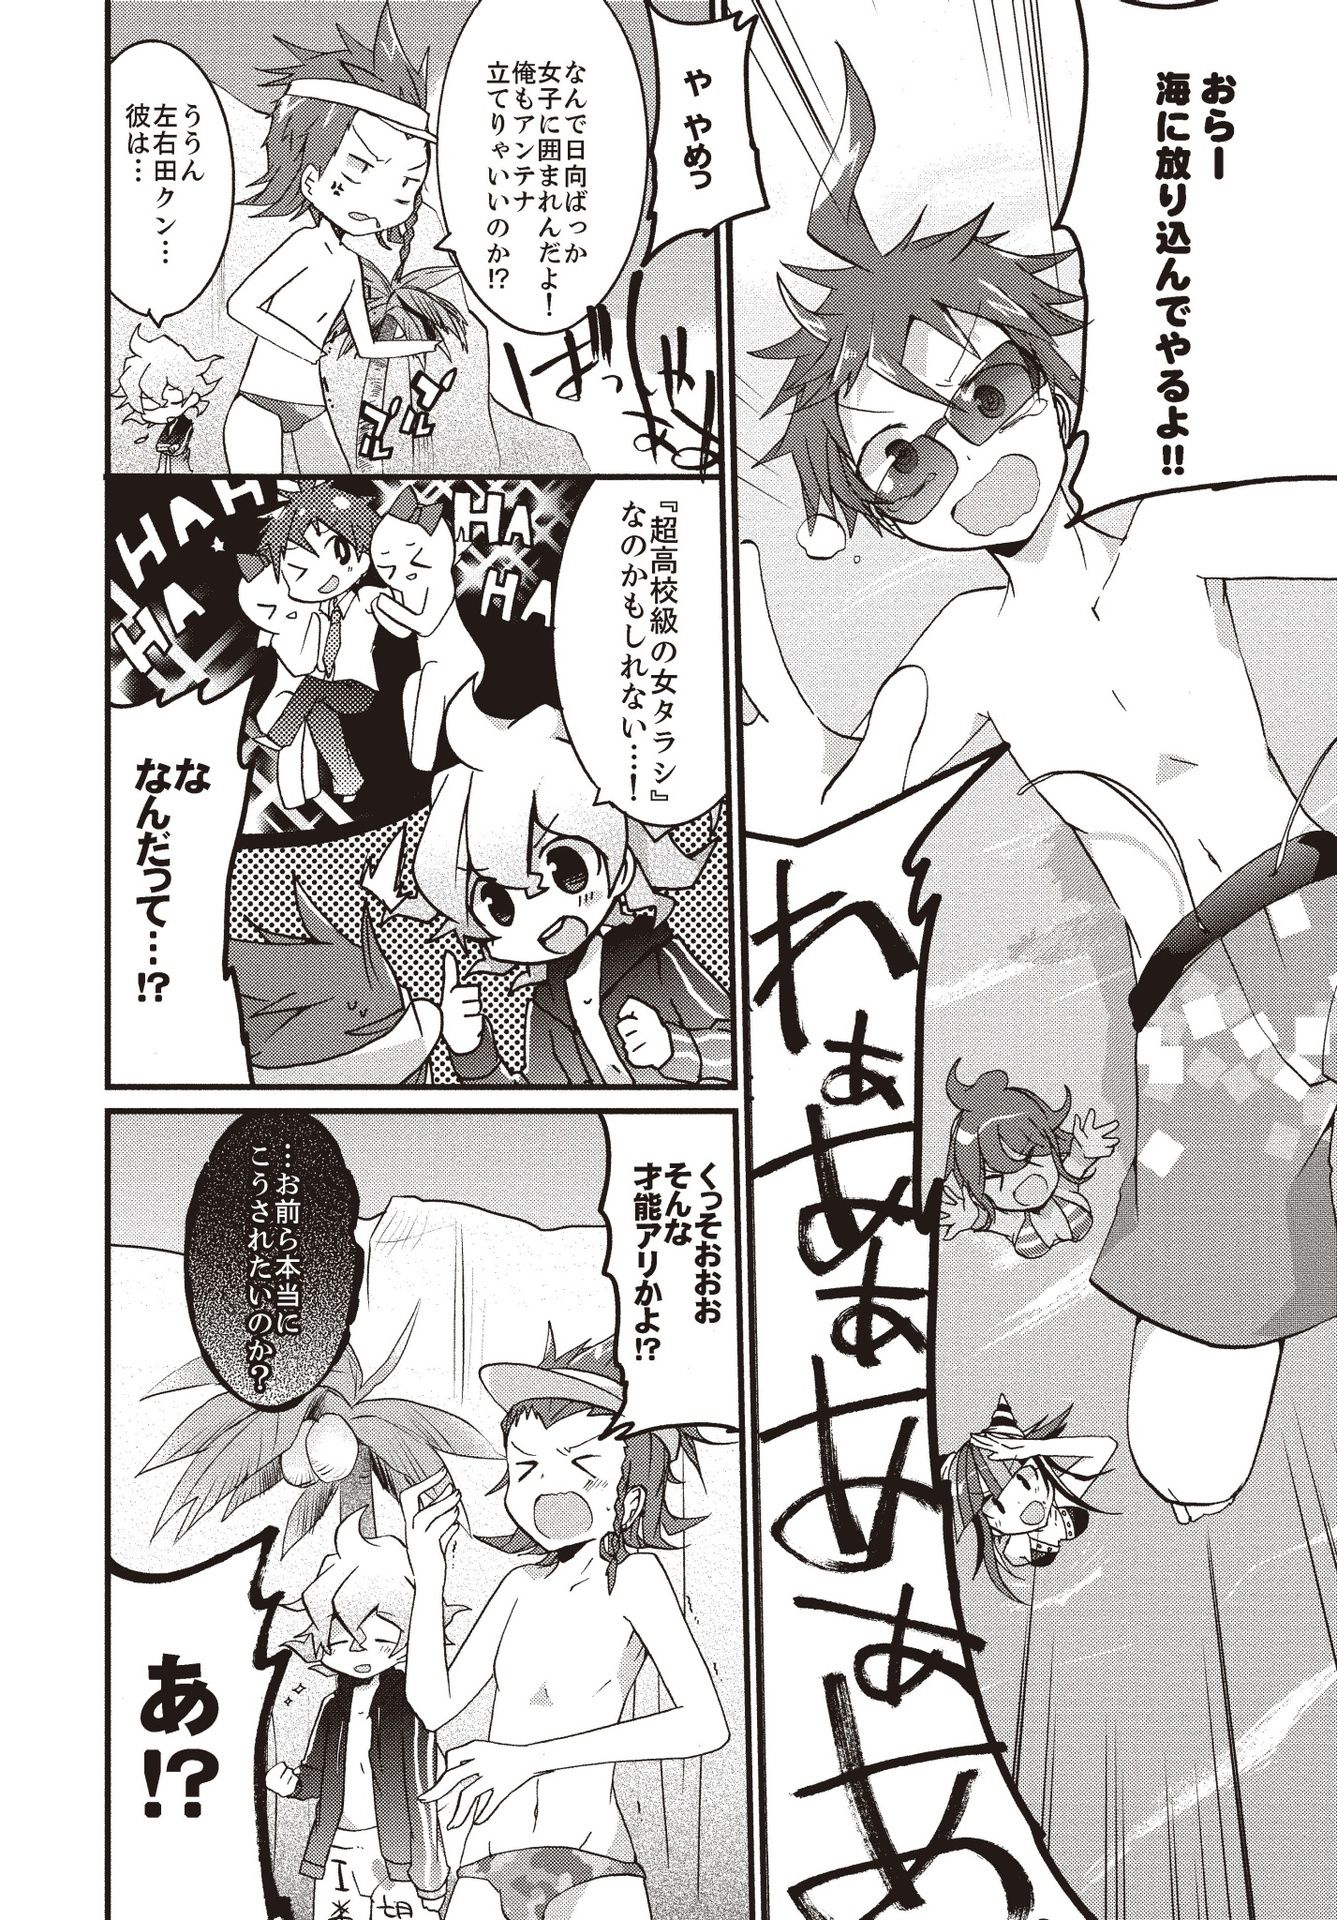 おらー
海に放り込んでやるよ!!
や やめっ
わぁあぁあぁあ
なんで日向ばっか
女子に囲まれんだよ!
俺もアンテナ
立てりゃいいのか!?
ううん
左右田クン…
彼は…
『超高校級の女タラシ』
なのかもしれない…!
HAHAHA
HA
HA
HA
な
なんだって…!?
くっそおおお
そんな
才能アリかよ!?
…お前ら本当に
こうされたいのか?
あ!?